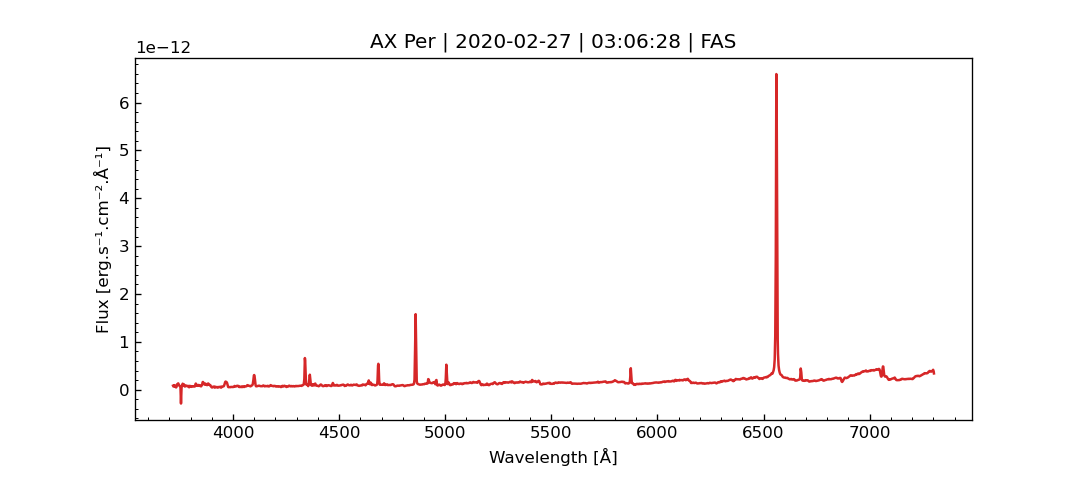 AX Per | 2020-02-27 | 03:06:28 | FAS
1e−12
6
5
4
3
2
1
0
Flux [erg.s⁻¹.cm⁻².Å⁻¹]
4000 4500 5000 5500 6000 6500 7000
Wavelength [Å]